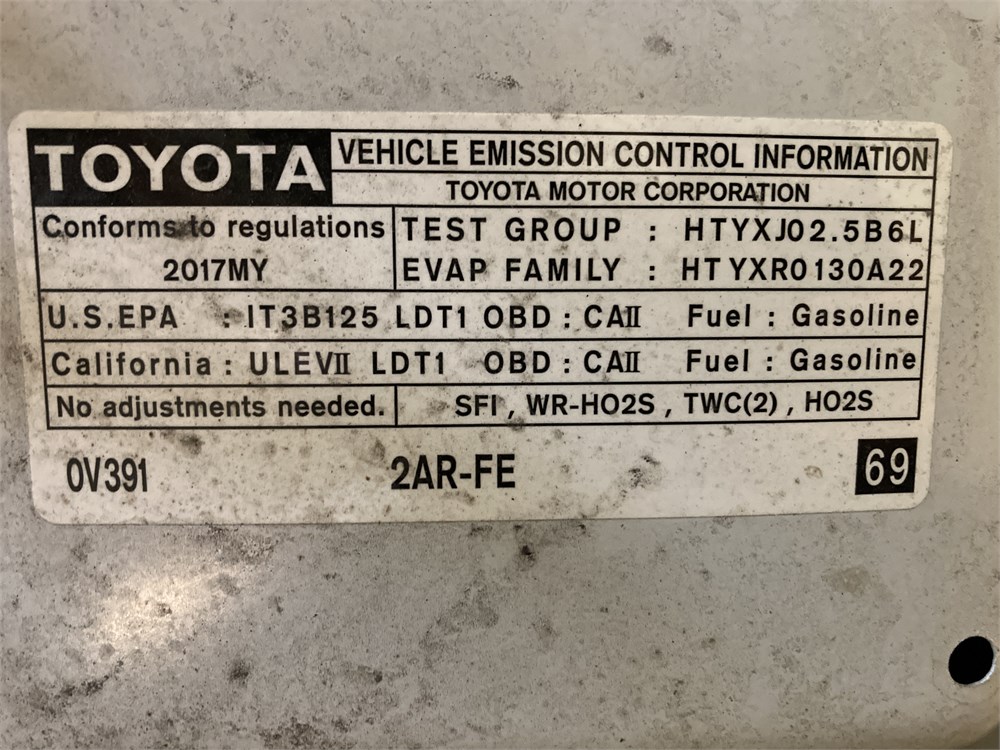 TOYOTA VEHICLE EMISSION CONTROL INFORMATION
TOYOTA MOTOR CORPORATION
Conforms to regulations TEST GROUP : HTYXJ02.5B6L
2017MY EVAP FAMILY : HTYXR0130A22
U.S.EPA : IT3B125 LDT1 OBD : CAⅡ Fuel : Gasoline
California : ULEVⅡ LDT1 OBD : CAⅡ Fuel : Gasoline
No adjustments needed. SFI , WR-HO2S , TWC(2) , HO2S
0V391 2AR-FE 69